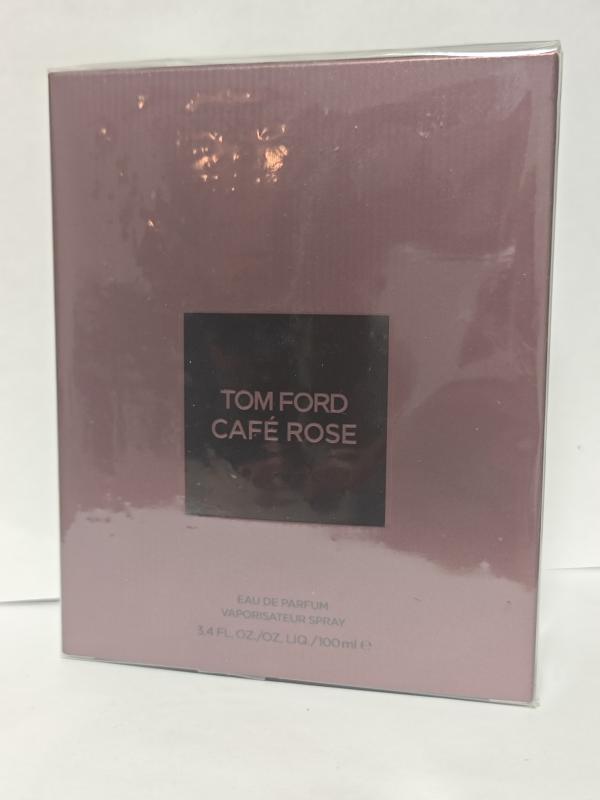 TOM FORD
CAFÉ ROSE
EAU DE PARFUM
VAPORISATEUR SPRAY
3.4 FL. OZ./OZ. LIQ./100ml ℮